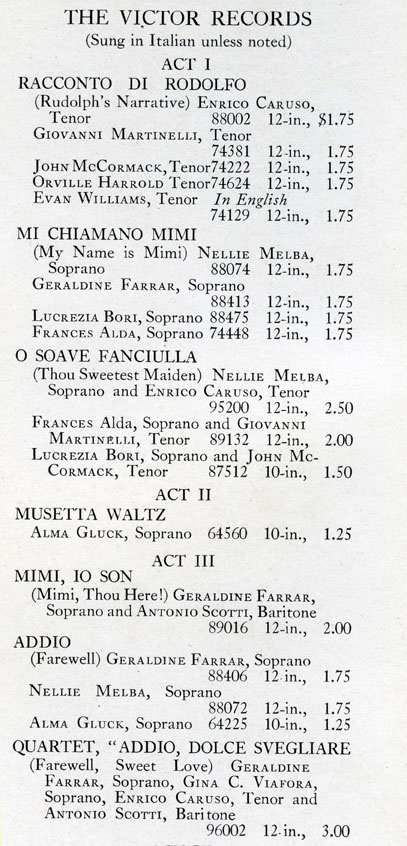 THE VICTOR RECORDS
(Sung in Italian unless noted)
ACT I
RACCONTO DI RODOLFO
(Rudolph's Narrative) ENRICO CARUSO,
Tenor 88002 12-in., $1.75
GIOVANNI MARTINELLI, Tenor
74381 12-in., 1.75
JOHN MCCORMACK, Tenor 74222 12-in., 1.75
ORVILLE HARROLD Tenor 74624 12-in., 1.75
EVAN WILLIAMS, Tenor In English
74129 12-in., 1.75
MI CHIAMANO MIMI
(My Name is Mimi) NELLIE MELBA,
Soprano 88074 12-in., 1.75
GERALDINE FARRAR, Soprano
88413 12-in., 1.75
LUCREZIA BORI, Soprano 88475 12-in., 1.75
FRANCES ALDA, Soprano 74448 12-in., 1.75
O SOAVE FANCIULLA
(Thou Sweetest Maiden) NELLIE MELBA,
Soprano and ENRICO CARUSO, Tenor
95200 12-in., 2.50
FRANCES Alda, Soprano and GIOVANNI
MARTINELLI, Tenor 89132 12-in., 2.00
LUCREZIA BORI, Soprano and JOHN MC-
CORMACK, Tenor 87512 10-in., 1.50
ACT II
MUSETTA WALTZ
ALMA GLUCK, Soprano 64560 10-in., 1.25
ACT III
MIMI, IO SON
(Mimi, Thou Here!) GERALDINE FARRAR,
Soprano and ANTONIO SCOTTI, Baritone
89016 12-in., 2.00
ADDIO
(Farewell) GERALDINE FARRAR, Soprano
88406 12-in., 1.75
NELLIE MELBA, Soprano
88072 12-in., 1.75
ALMA GLUCK, Soprano 64225 10-in., 1.25
QUARTET, "ADDIO, DOLCE SVEGLIARE
(Farewell, Sweet Love) GERALDINE
FARRAR, Soprano, GINA C. VIAFORA,
Soprano, ENRICO CARUSO, Tenor and
ANTONIO SCOTTI, Baritone
96002 12-in., 3.00